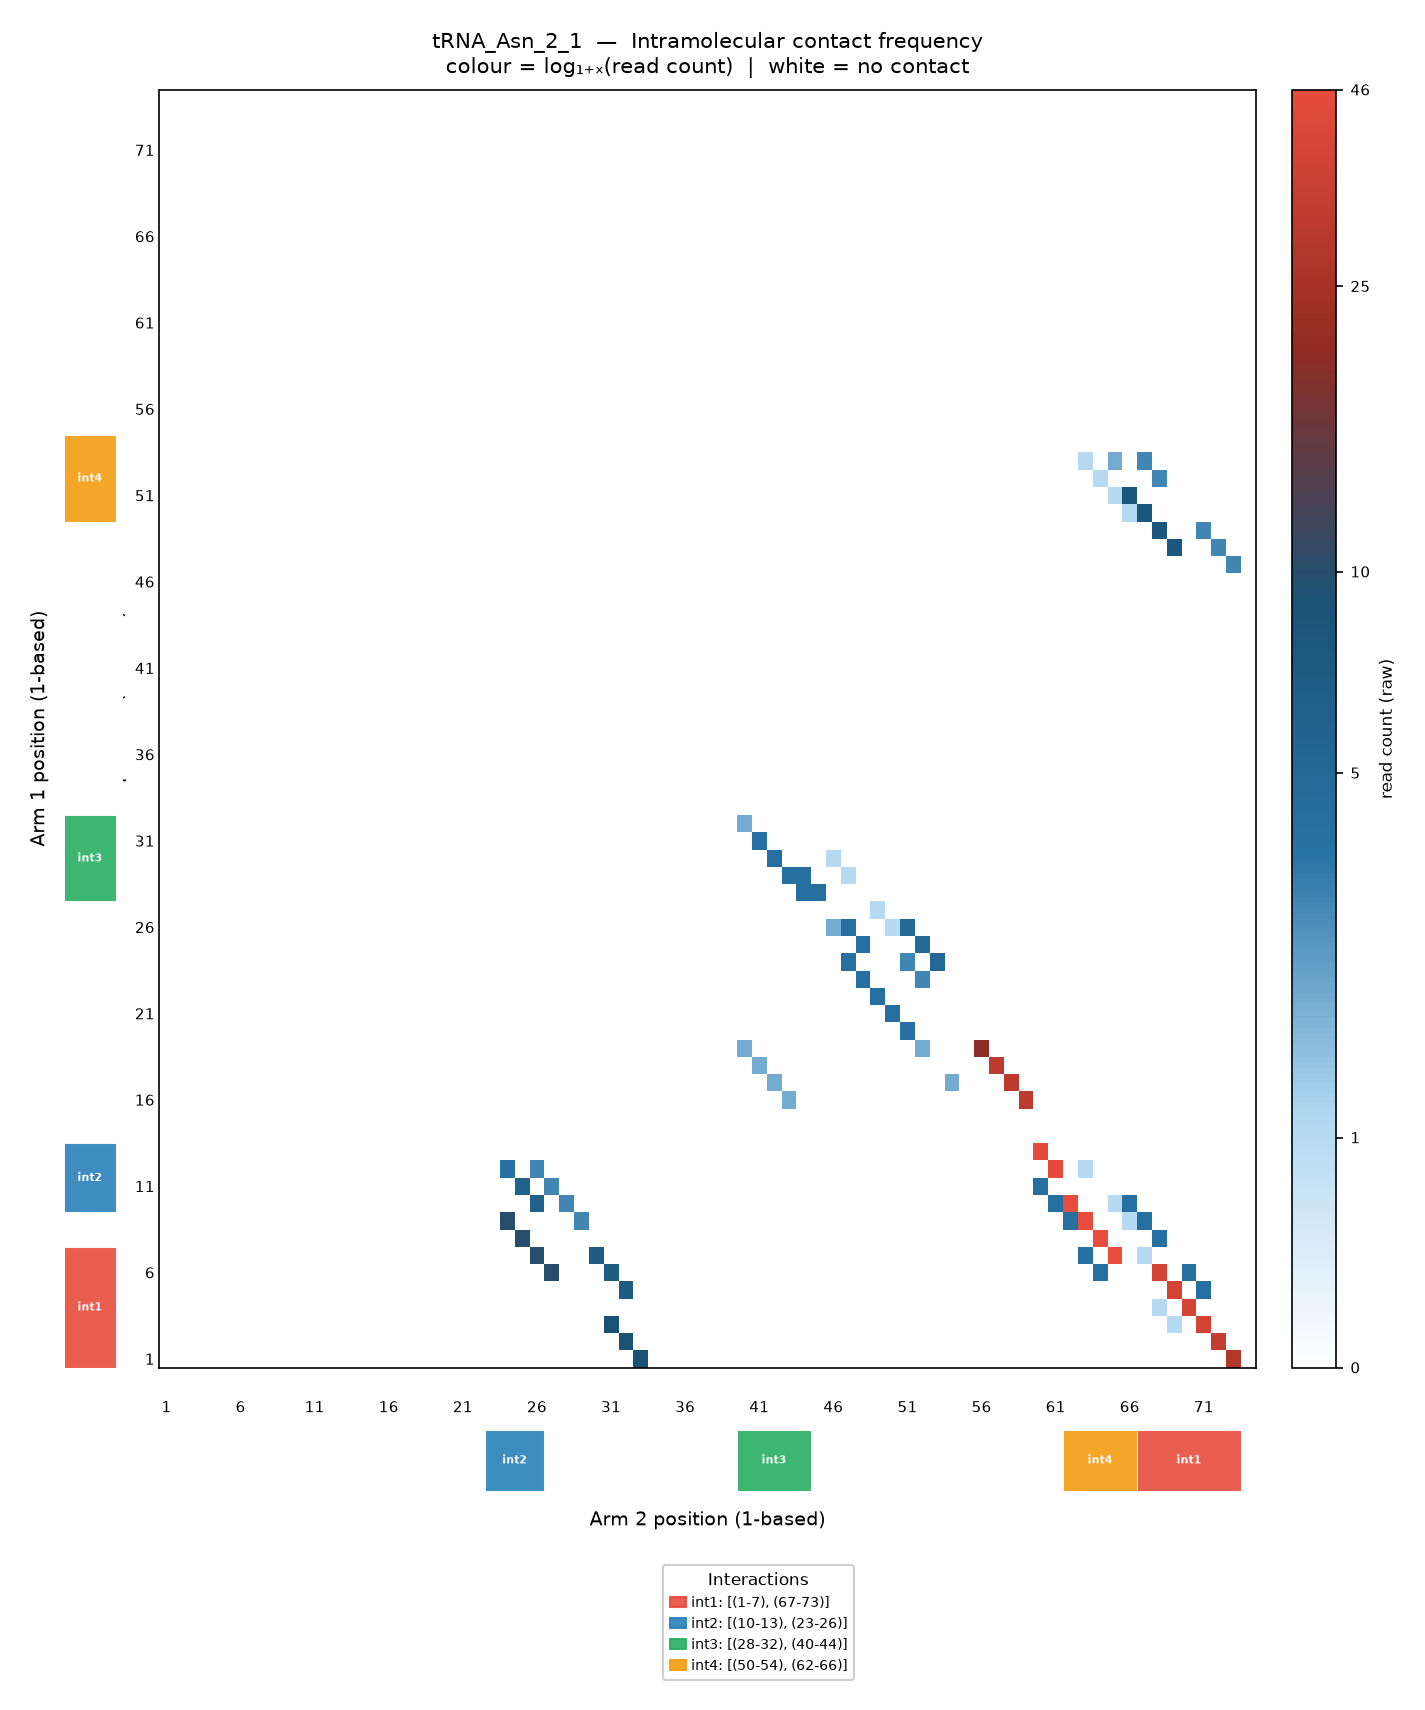 tRNA_Asn_2_1 — Intramolecular contact frequency
colour = log₁₊ₓ(read count) | white = no contact
46
25
10
5
1
0
read count (raw)
71
66
61
56
51
46
41
36
31
26
21
16
11
6
1
Arm 1 position (1-based)
int4
int3
int2
int1
1 6 11 16 21 26 31 36 41 46 51 56 61 66 71
int2 int3 int4 int1
Arm 2 position (1-based)
Interactions
int1: [(1-7), (67-73)]
int2: [(10-13), (23-26)]
int3: [(28-32), (40-44)]
int4: [(50-54), (62-66)]